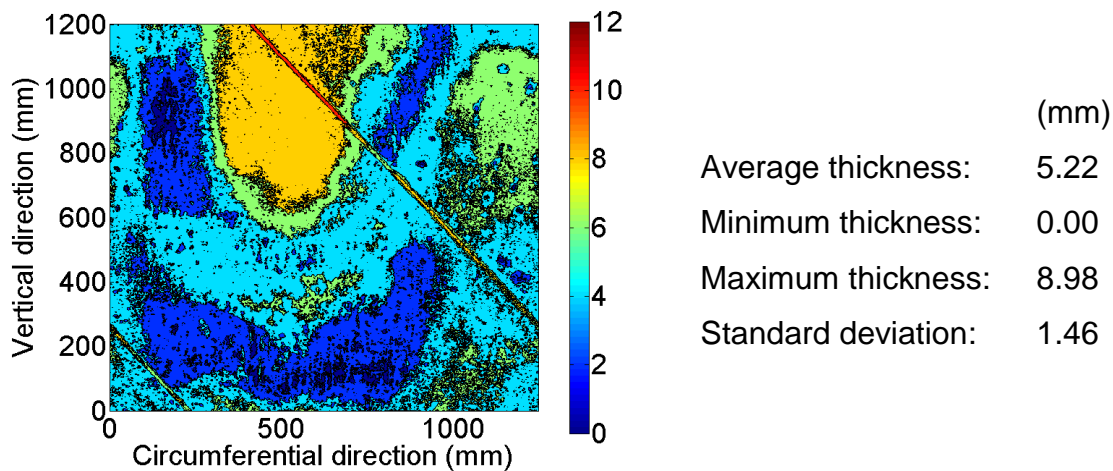 1200
1000
800
600
400
200
0
Vertical direction (mm)
0 500 1000
Circumferential direction (mm)
12
10
8
6
4
2
0
(mm)
Average thickness: 5.22
Minimum thickness: 0.00
Maximum thickness: 8.98
Standard deviation: 1.46